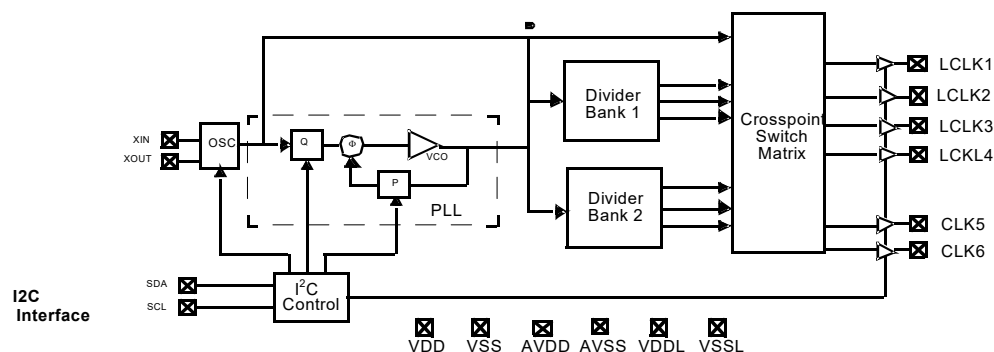 LCLK1
Divider
Bank 1
LCLK2
Crosspoint
Switch
Matrix
LCLK3
XIN
OSC
Q
Φ
VCO
XOUT
LCKL4
P
PLL
Divider
Bank 2
CLK5
CLK6
SDA
I2C
Control
I2C
Interface
SCL
VDD VSS AVDD AVSS VDDL VSSL